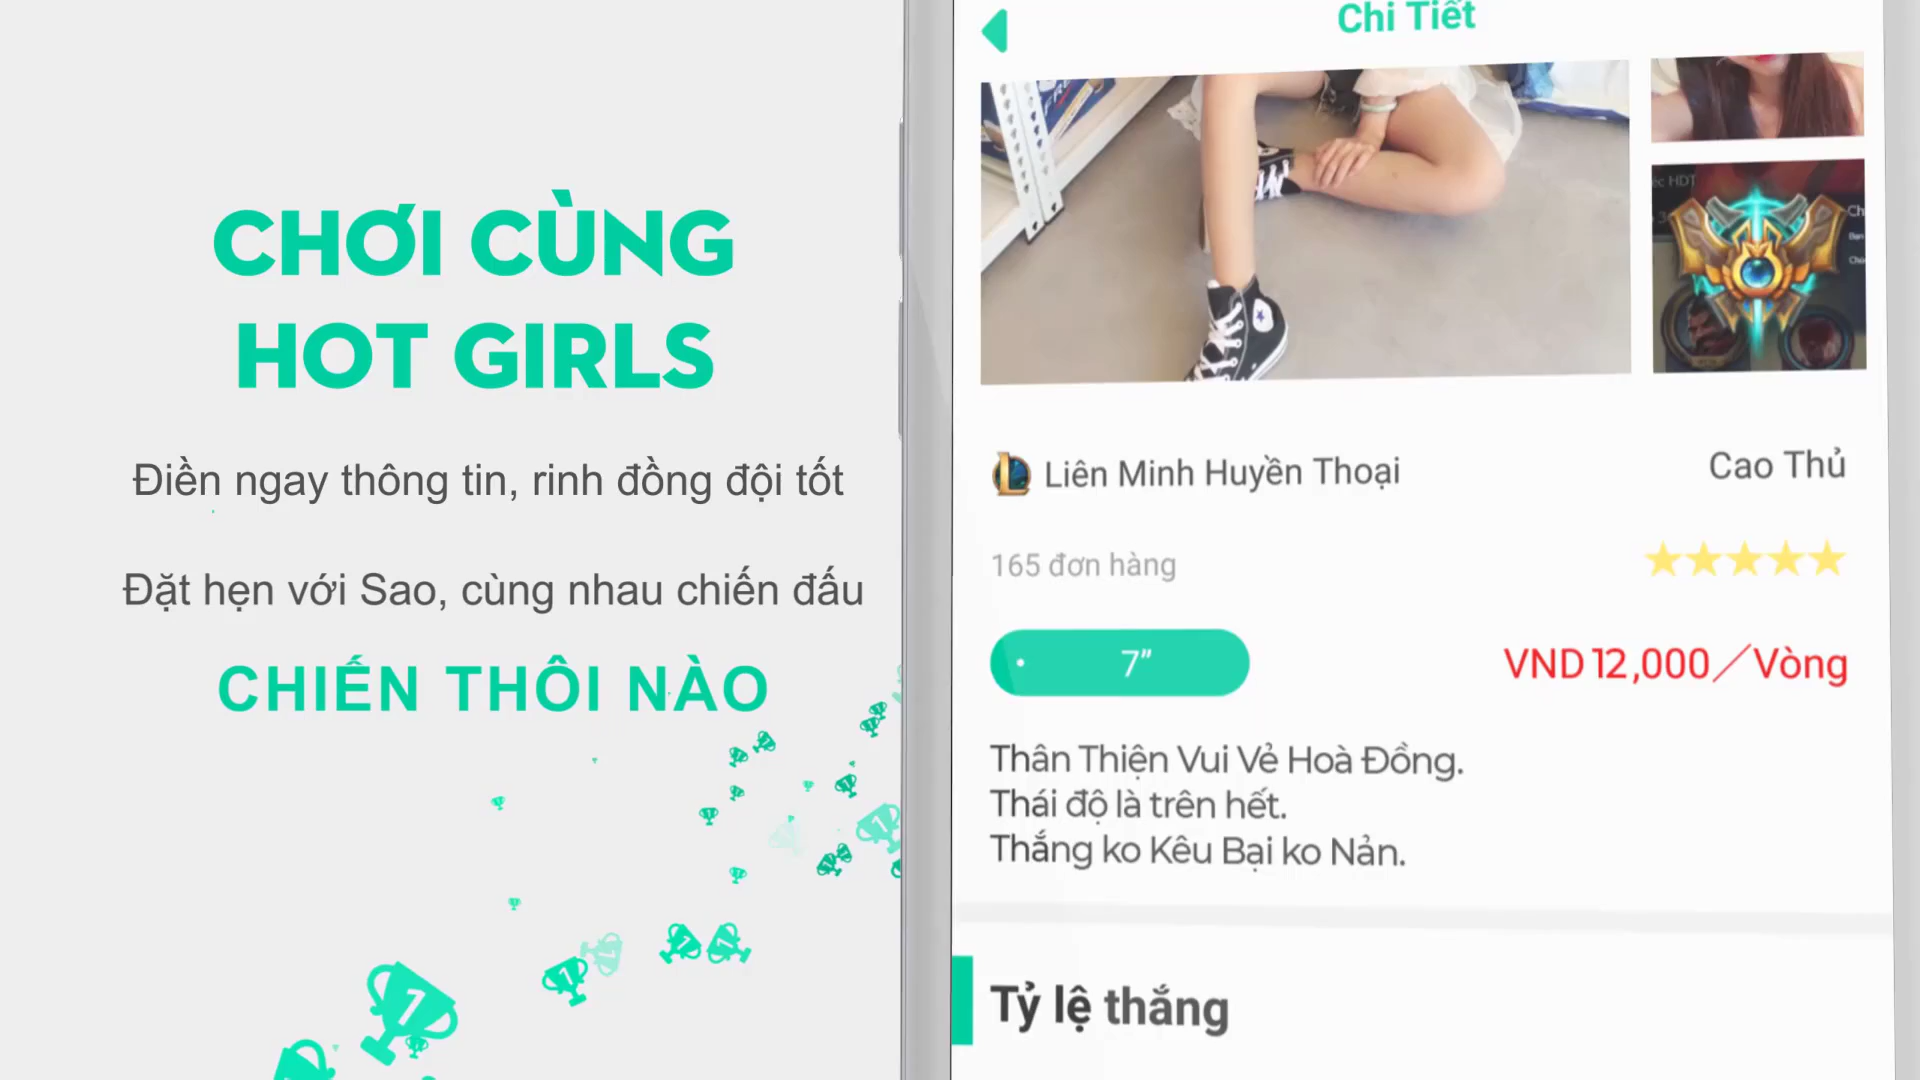 CHƠI CÙNG
HOT GIRLS
Điền ngay thông tin, rinh đồng đội tốt
Đặt hẹn với Sao, cùng nhau chiến đấu
CHIẾN THÔI NÀO
Chi Tiết
HDT
Liên Minh Huyền Thoại
Cao Thủ
165 đơn hàng
7”
VND 12,000/Vòng
Thân Thiện Vui Vẻ Hoà Đồng.
Thái độ là trên hết.
Thắng ko Kêu Bại ko Nản.
Tỷ lệ thắng